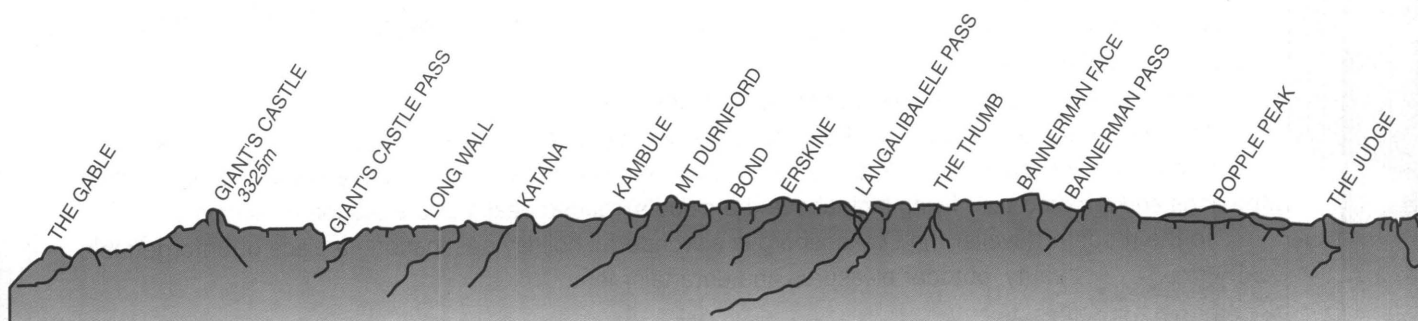 THE GABLE
GIANT'S CASTLE
3325m
GIANT'S CASTLE PASS
LONG WALL
KATANA
KAMBULE
MT DURNFORD
BOND
ERSKINE
LANGALIBALELE PASS
THE THUMB
BANNERMAN FACE
BANNERMAN PASS
POPPLE PEAK
THE JUDGE